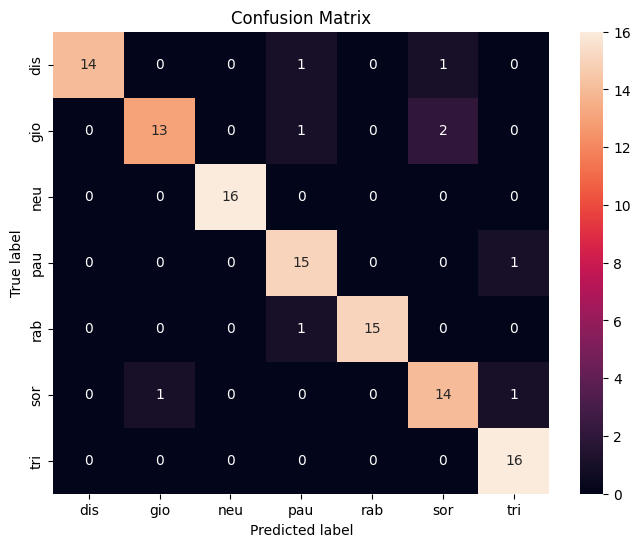 Confusion Matrix
True label
dis 14 0 0 1 0 1 0
gio 0 13 0 1 0 2 0
neu 0 0 16 0 0 0 0
pau 0 0 0 15 0 0 1
rab 0 0 0 1 15 0 0
sor 0 1 0 0 0 14 1
tri 0 0 0 0 0 0 16
dis gio neu pau rab sor tri
Predicted label
16
14
12
10
8
6
4
2
0